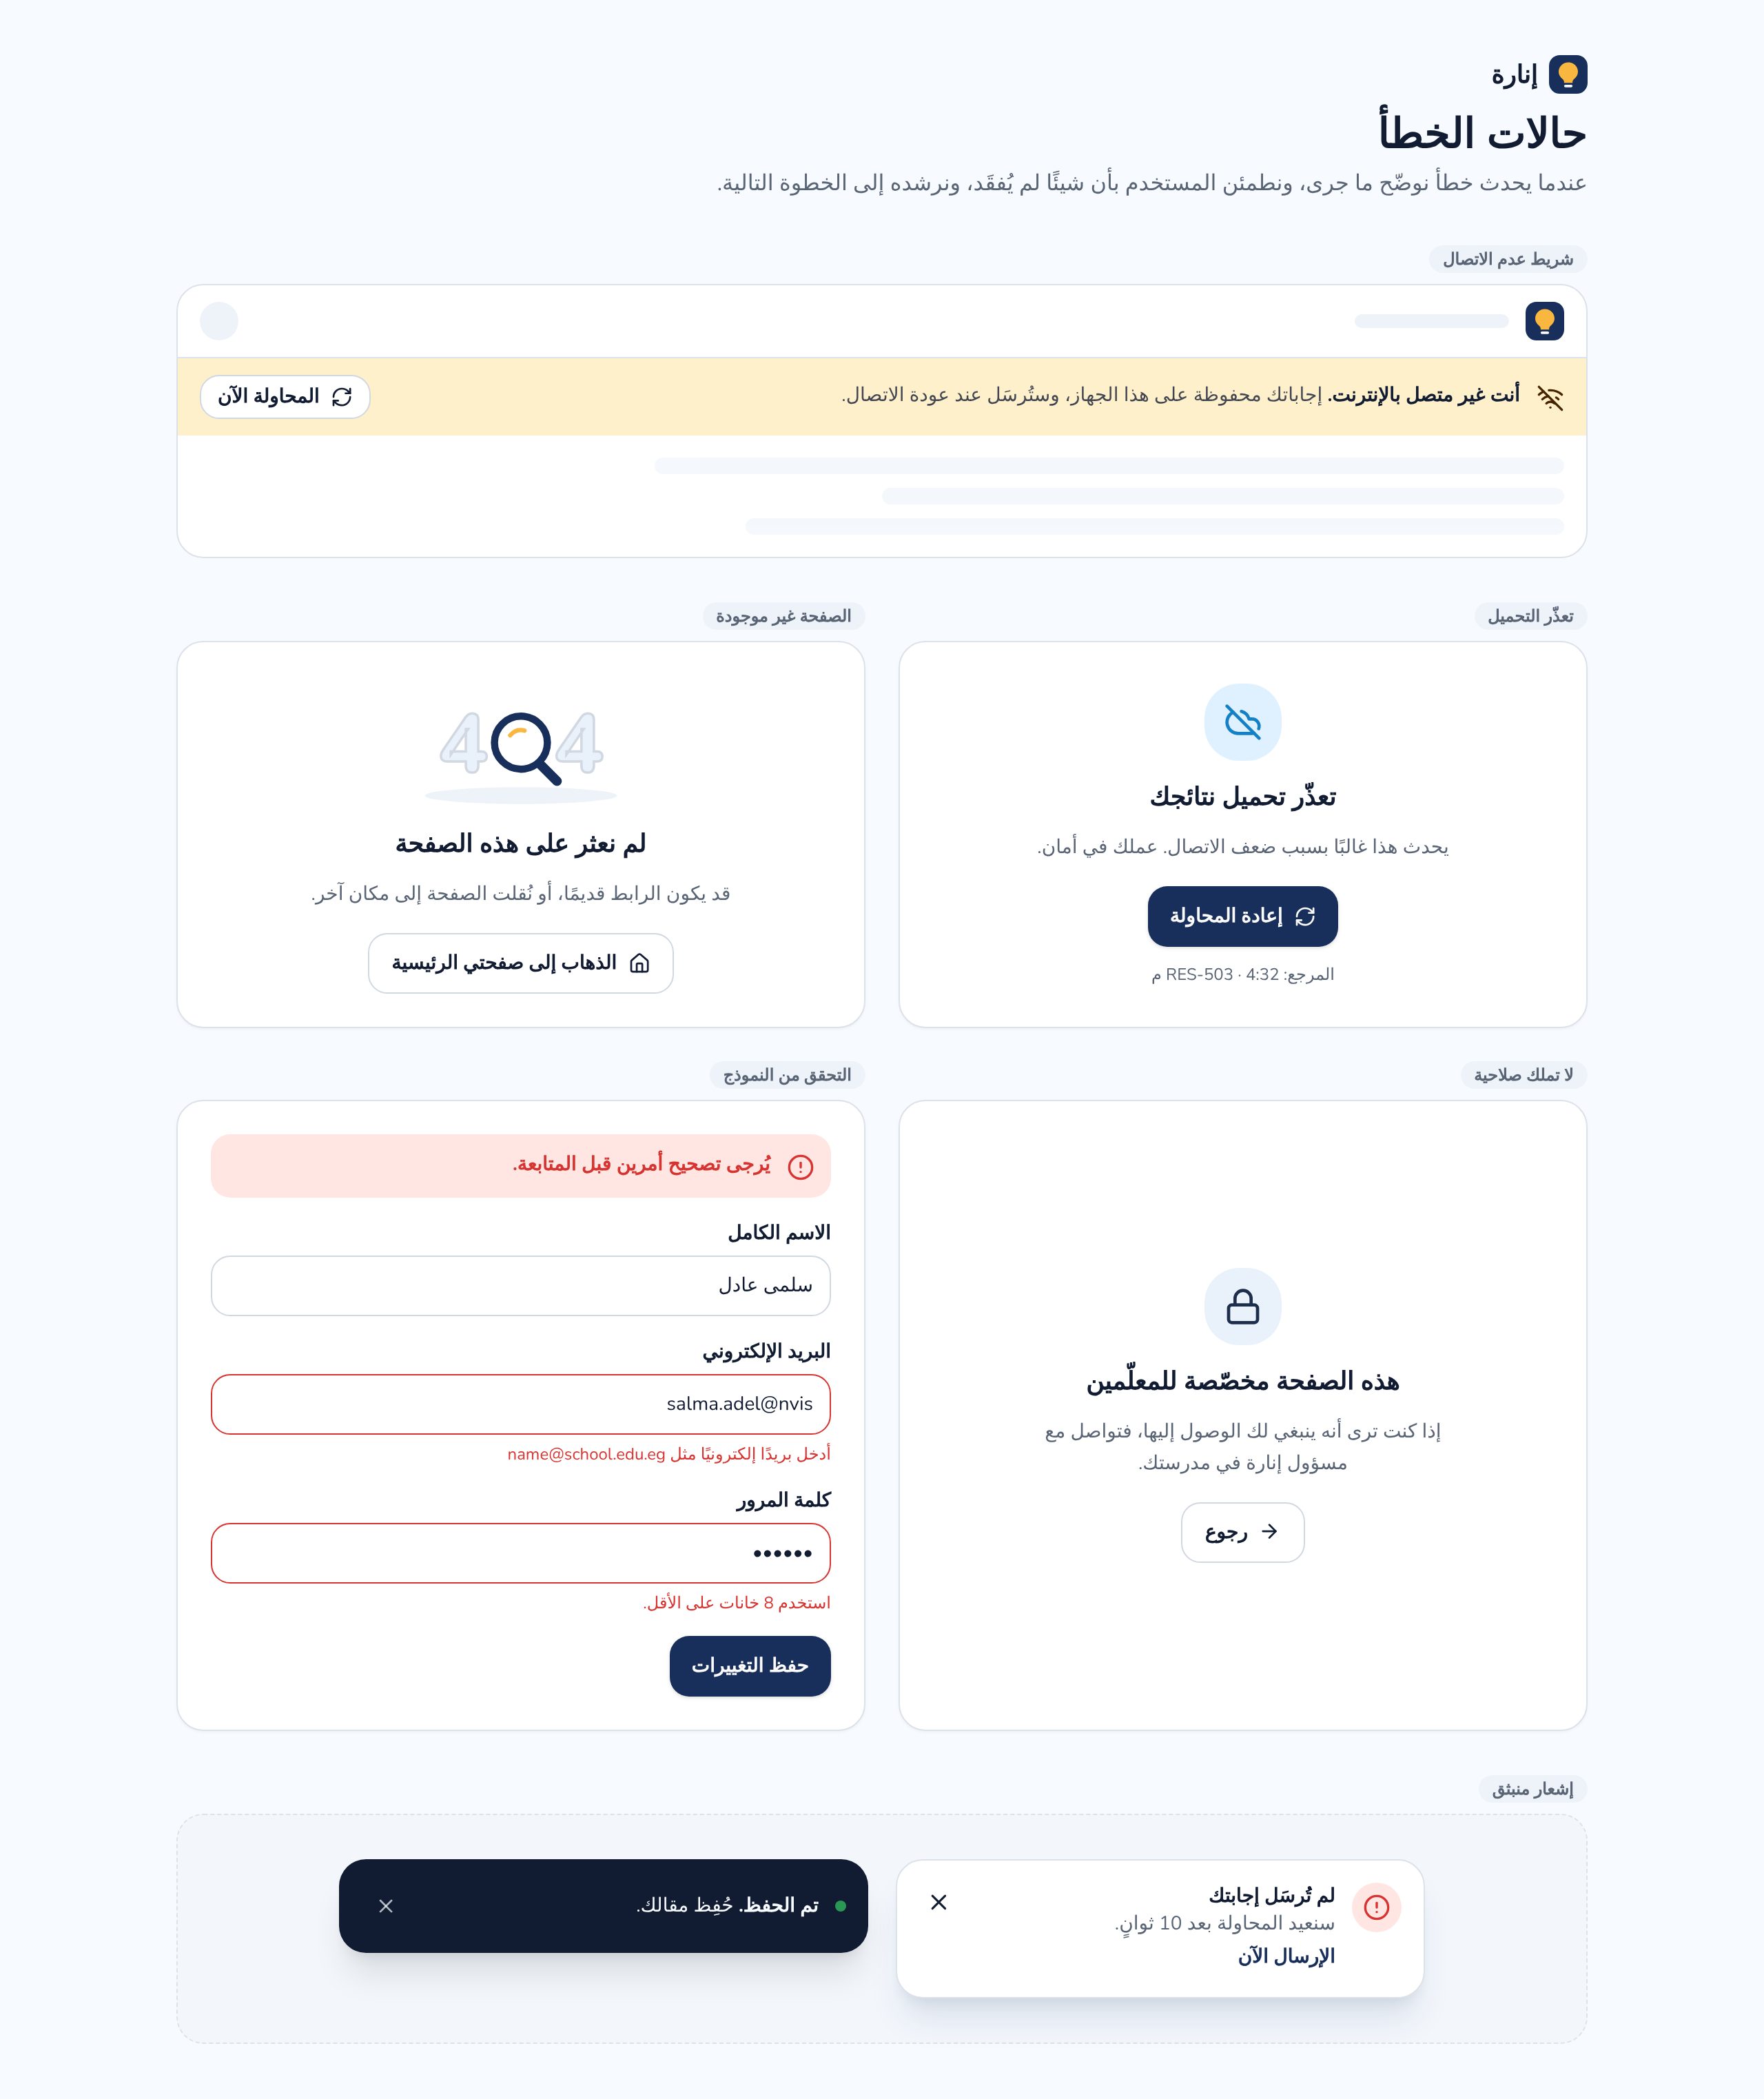 إنارة
حالات الخطأ
عندما يحدث خطأ نوضّح ما جرى، ونطمئن المستخدم بأن شيئًا لم يُفقَد، ونرشده إلى الخطوة التالية.
شريط عدم الاتصال
أنت غير متصل بالإنترنت. إجاباتك محفوظة على هذا الجهاز، وستُرسَل عند عودة الاتصال.
المحاولة الآن
تعذّر التحميل
تعذّر تحميل نتائجك
يحدث هذا غالبًا بسبب ضعف الاتصال. عملك في أمان.
إعادة المحاولة
المرجع: RES-503 · 4:32 م
الصفحة غير موجودة
4 4
لم نعثر على هذه الصفحة
قد يكون الرابط قديمًا، أو نُقلت الصفحة إلى مكان آخر.
الذهاب إلى صفحتي الرئيسية
لا تملك صلاحية
هذه الصفحة مخصّصة للمعلّمين
إذا كنت ترى أنه ينبغي لك الوصول إليها، فتواصل مع
مسؤول إنارة في مدرستك.
رجوع
التحقق من النموذج
يُرجى تصحيح أمرين قبل المتابعة.
الاسم الكامل
سلمى عادل
البريد الإلكتروني
salma.adel@nvis
أدخل بريدًا إلكترونيًا مثل name@school.edu.eg
كلمة المرور
••••••
استخدم 8 خانات على الأقل.
حفظ التغييرات
إشعار منبثق
لم تُرسَل إجابتك
سنعيد المحاولة بعد 10 ثوانٍ.
الإرسال الآن
تم الحفظ. حُفِظ مقالك.